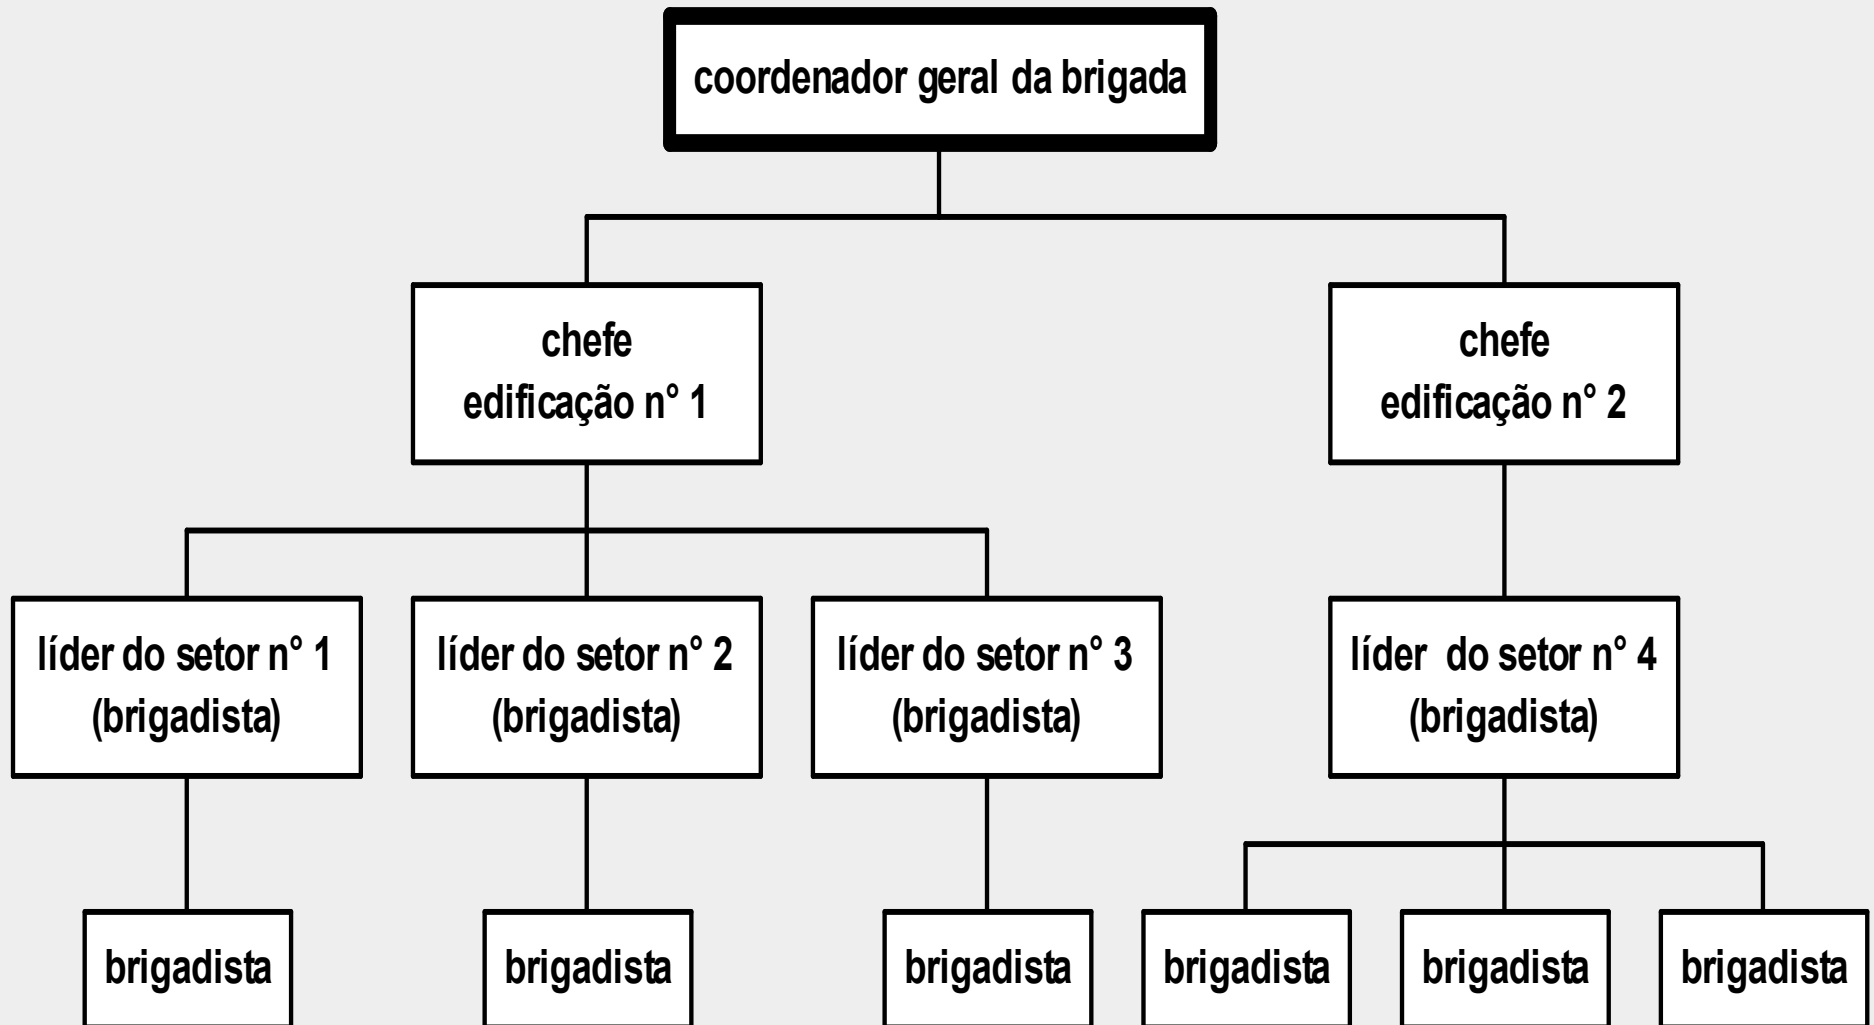 coordenador geral da brigada
chefe
edificação n° 1
chefe
edificação n° 2
líder do setor n° 1
(brigadista)
líder do setor n° 2
(brigadista)
líder do setor n° 3
(brigadista)
líder do setor n° 4
(brigadista)
brigadista
brigadista
brigadista
brigadista
brigadista
brigadista